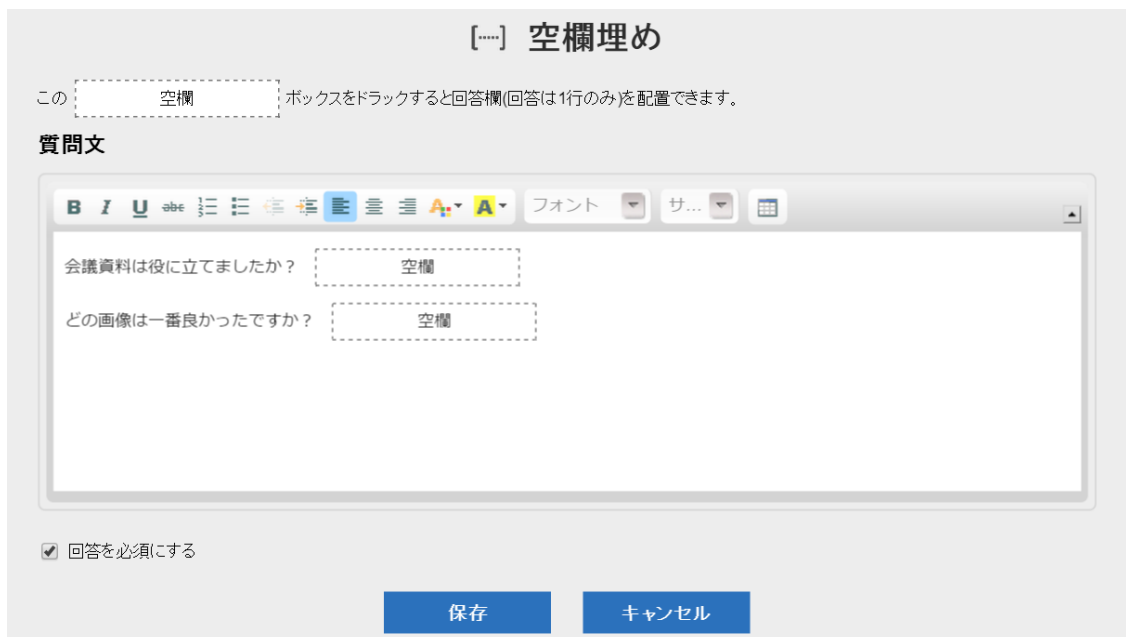 [·····] 空欄埋め
この 空欄 ボックスをドラックすると回答欄(回答は1行のみ)を配置できます。
質問文
B I U abc A A フォント サ...
会議資料は役に立てましたか？ 空欄
どの画像は一番良かったですか？ 空欄
回答を必須にする
保存 キャンセル